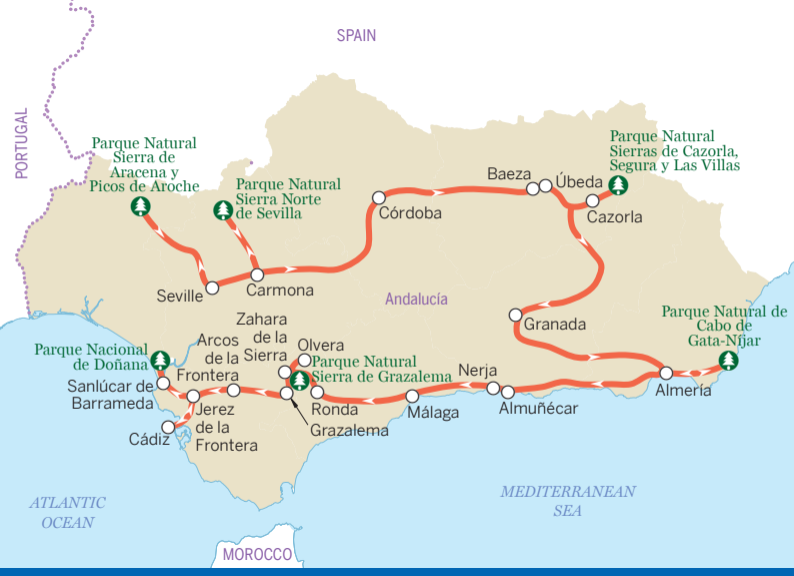 SPAIN
PORTUGAL
Parque Natural
Sierra de
Aracena y
Picos de Aroche
Parque Natural
Sierra Norte
de Sevilla
Parque Natural
Sierras de Cazorla,
Segura y Las Villas
Baeza
Úbeda
Cazorla
Córdoba
Seville
Carmona
Andalucía
Granada
Parque Natural de
Cabo de
Gata-Níjar
Almería
Parque Nacional
de Doñana
Sanlúcar de
Barrameda
Arcos
de la
Frontera
Zahara
de la
Sierra
Olvera
Parque Natural
Sierra de Grazalema
Nerja
Almuñécar
Málaga
Ronda
Grazalema
Jerez
de la
Frontera
Cádiz
ATLANTIC
OCEAN
MEDITERRANEAN
SEA
MOROCCO